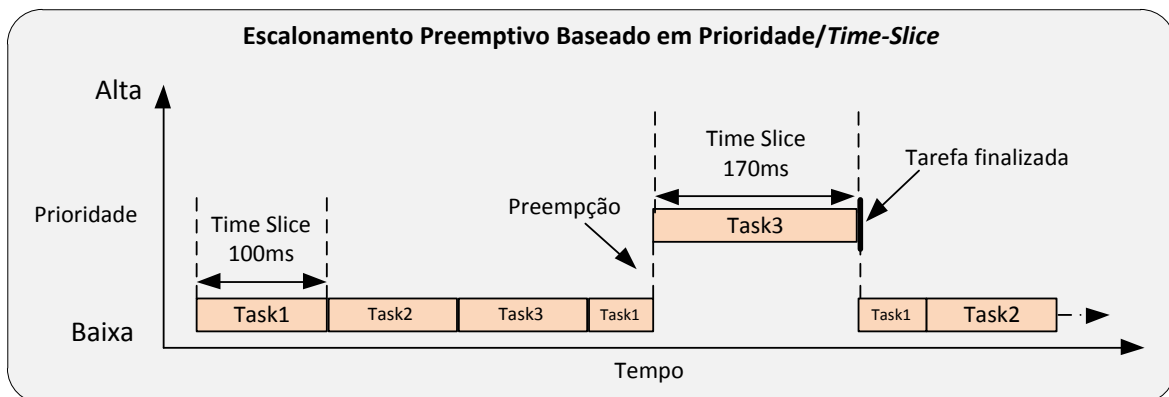 Escalonamento Preemptivo Baseado em Prioridade/Time-Slice
Alta
Prioridade
Baixa
Time Slice
100ms
Preempção
Time Slice
170ms
Tarefa finalizada
Task3
Task1
Task2
Task3
Task1
Task1
Task2
Tempo